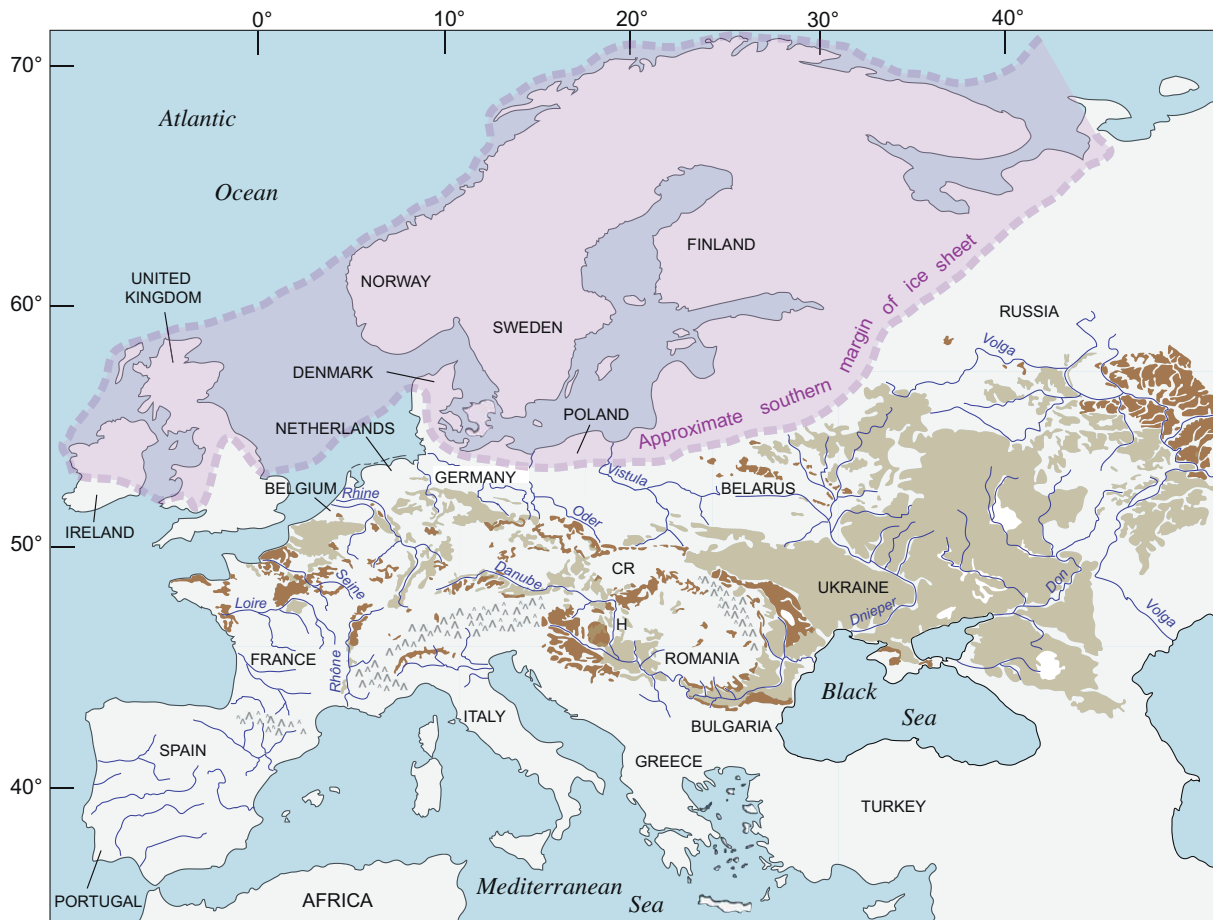 0°
10°
20°
30°
40°
70°
60°
50°
40°
Atlantic
Ocean
UNITED
KINGDOM
NORWAY
SWEDEN
FINLAND
RUSSIA
DENMARK
POLAND
NETHERLANDS
Approximate southern margin of ice sheet
Volga
GERMANY
BELGIUM
Rhine
Vistula
BELARUS
Oder
IRELAND
CR
Danube
Seine
Loire
UKRAINE
Dnieper
Don
Volga
H
FRANCE
Rhône
ROMANIA
Black
Sea
ITALY
BULGARIA
SPAIN
GREECE
TURKEY
PORTUGAL
AFRICA
Mediterranean
Sea